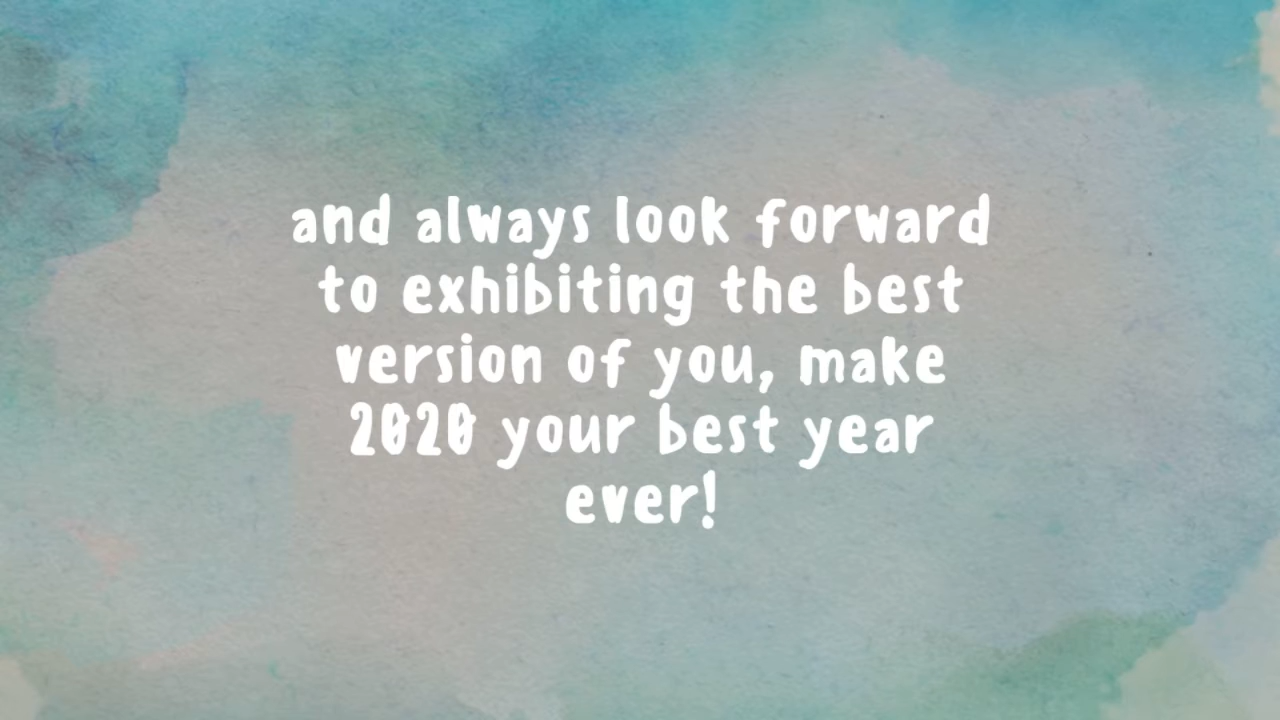 and always look forward
to exhibiting the best
version of you, make
2020 your best year
ever!